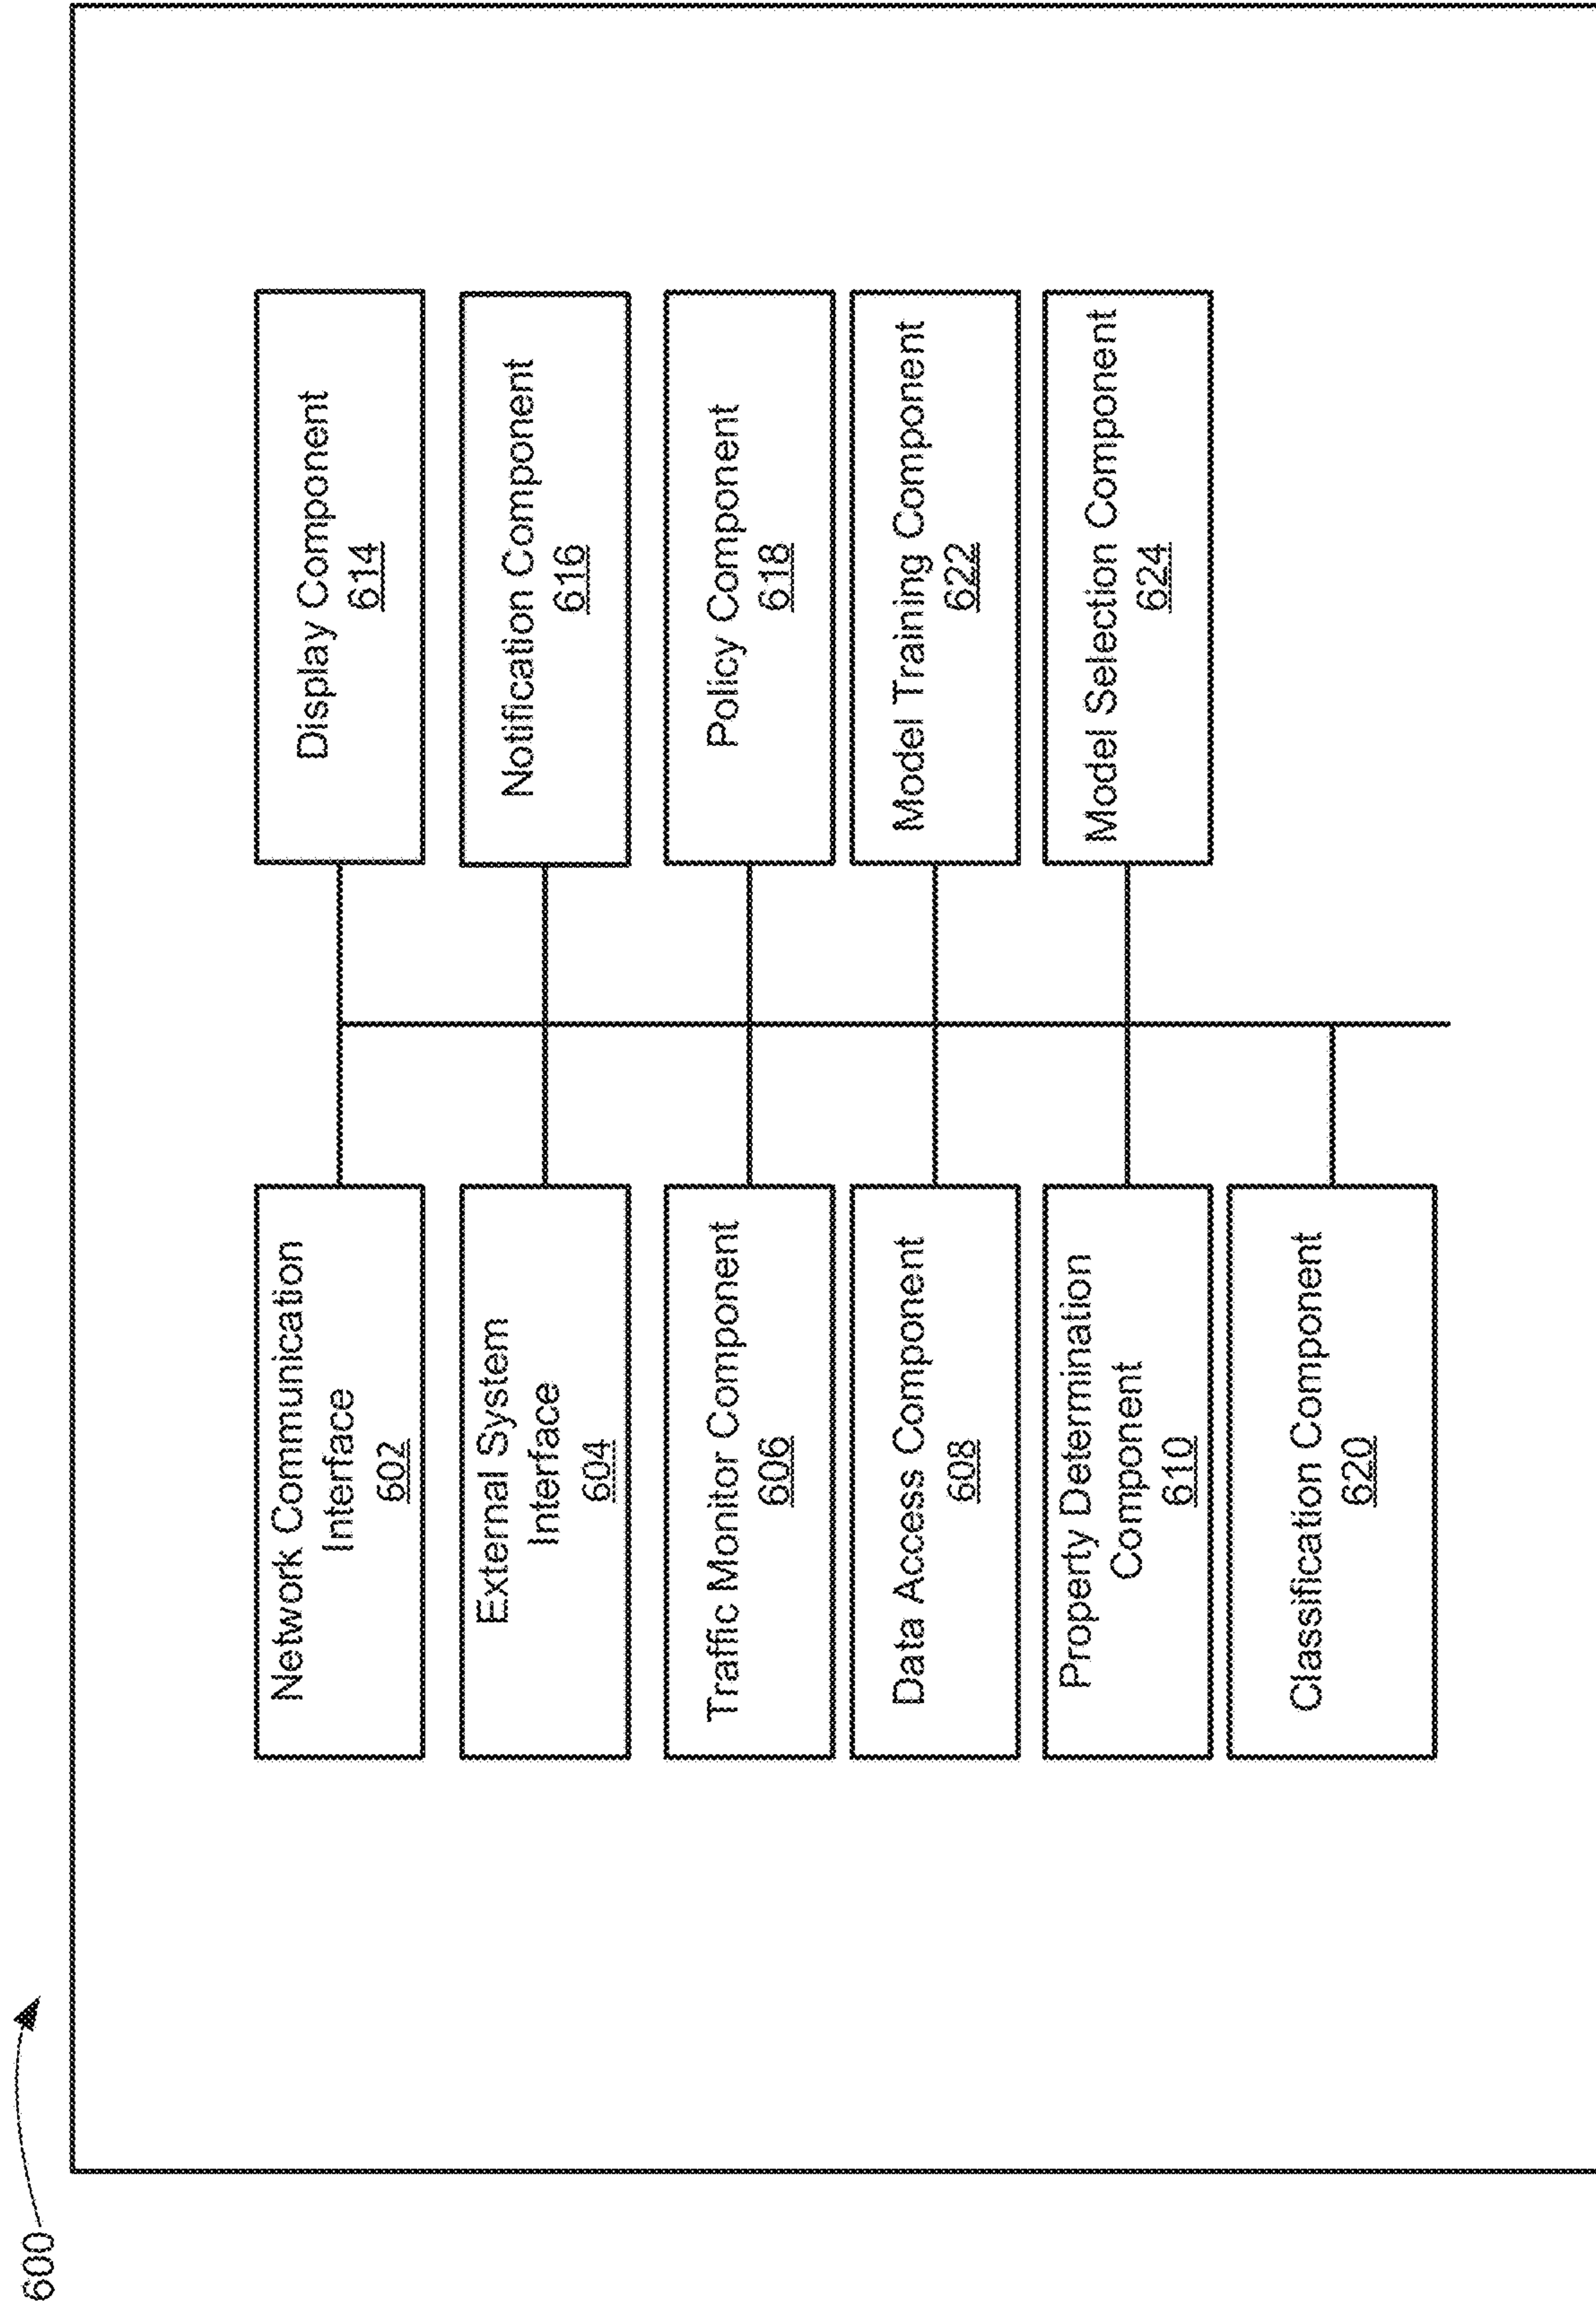 600
Network Communication
Interface
602
External System
Interface
604
Traffic Monitor Component
606
Data Access Component
608
Property Determination
Component
610
Classification Component
620
Display Component
614
Notification Component
616
Policy Component
618
Model Training Component
622
Model Selection Component
624